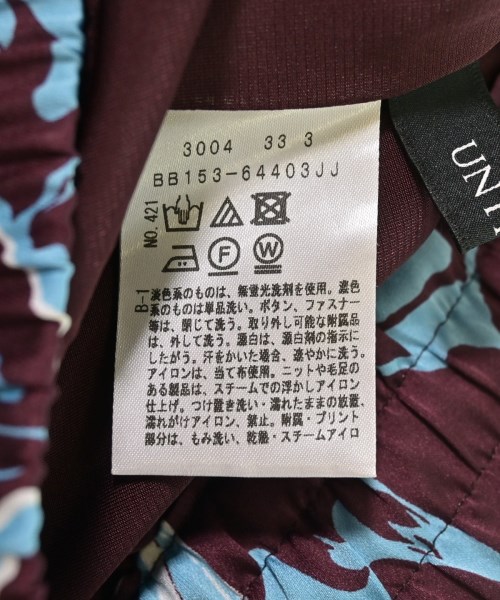 3004 33 3
BB153-64403JJ
NO.421
F
W
B-1
淡色系のものは、無蛍光洗剤を使用。濃色
系のものは単品洗い。ボタン、ファスナー
等は、閉じて洗う。取り外し可能な附属品
は、外して洗う。漂白は、漂白剤の指示に
したがう。汗をかいた場合、速やかに洗う。
アイロンは、当て布使用。ニットや毛足の
ある製品は、スチームでの浮かしアイロン
仕上げ。つけ置き洗い・濡れたままの放置、
濡れがけアイロン、禁止。附属・プリント
部分は、もみ洗い、乾燥・スチームアイロ
UNIT